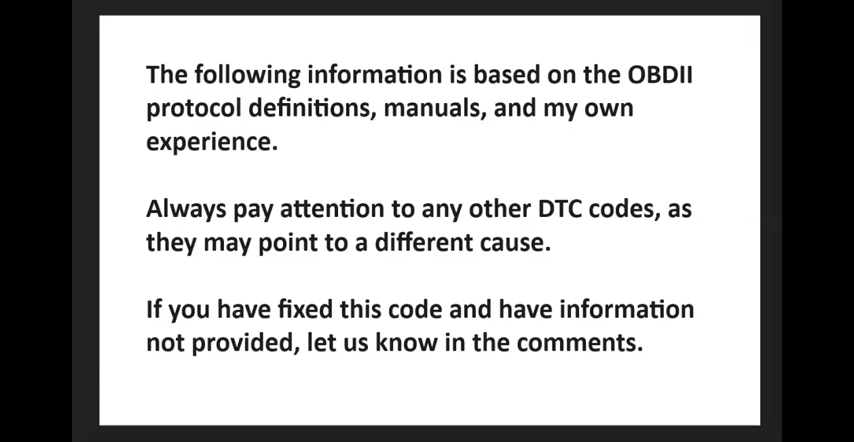 The following information is based on the OBDII
protocol definitions, manuals, and my own
experience.
Always pay attention to any other DTC codes, as
they may point to a different cause.
If you have fixed this code and have information
not provided, let us know in the comments.